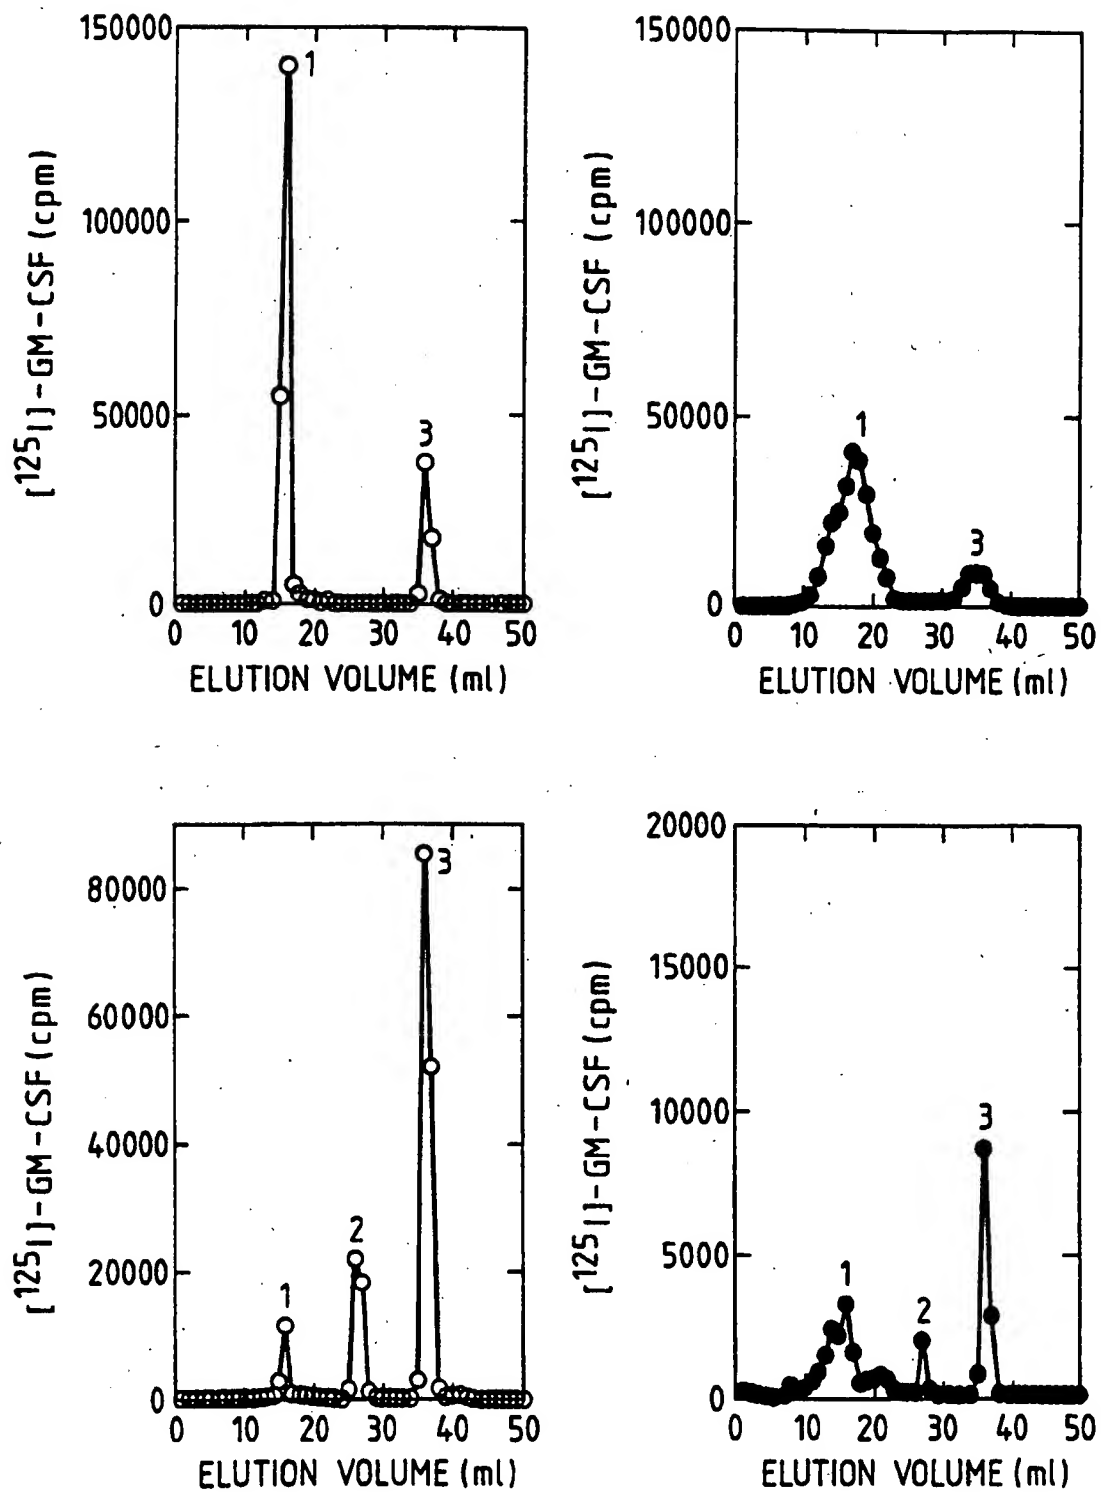 150000
100000
50000
0
[¹²⁵I]-GM-CSF (cpm)
1
3
0 10 20 30 40 50
ELUTION VOLUME (ml)
150000
100000
50000
0
[¹²⁵I]-GM-CSF (cpm)
1
3
0 10 20 30 40 50
ELUTION VOLUME (ml)
80000
60000
40000
20000
0
[¹²⁵I]-GM-CSF (cpm)
1
2
3
0 10 20 30 40 50
ELUTION VOLUME (ml)
20000
15000
10000
5000
0
[¹²⁵I]-GM-CSF (cpm)
1
2
3
0 10 20 30 40 50
ELUTION VOLUME (ml)